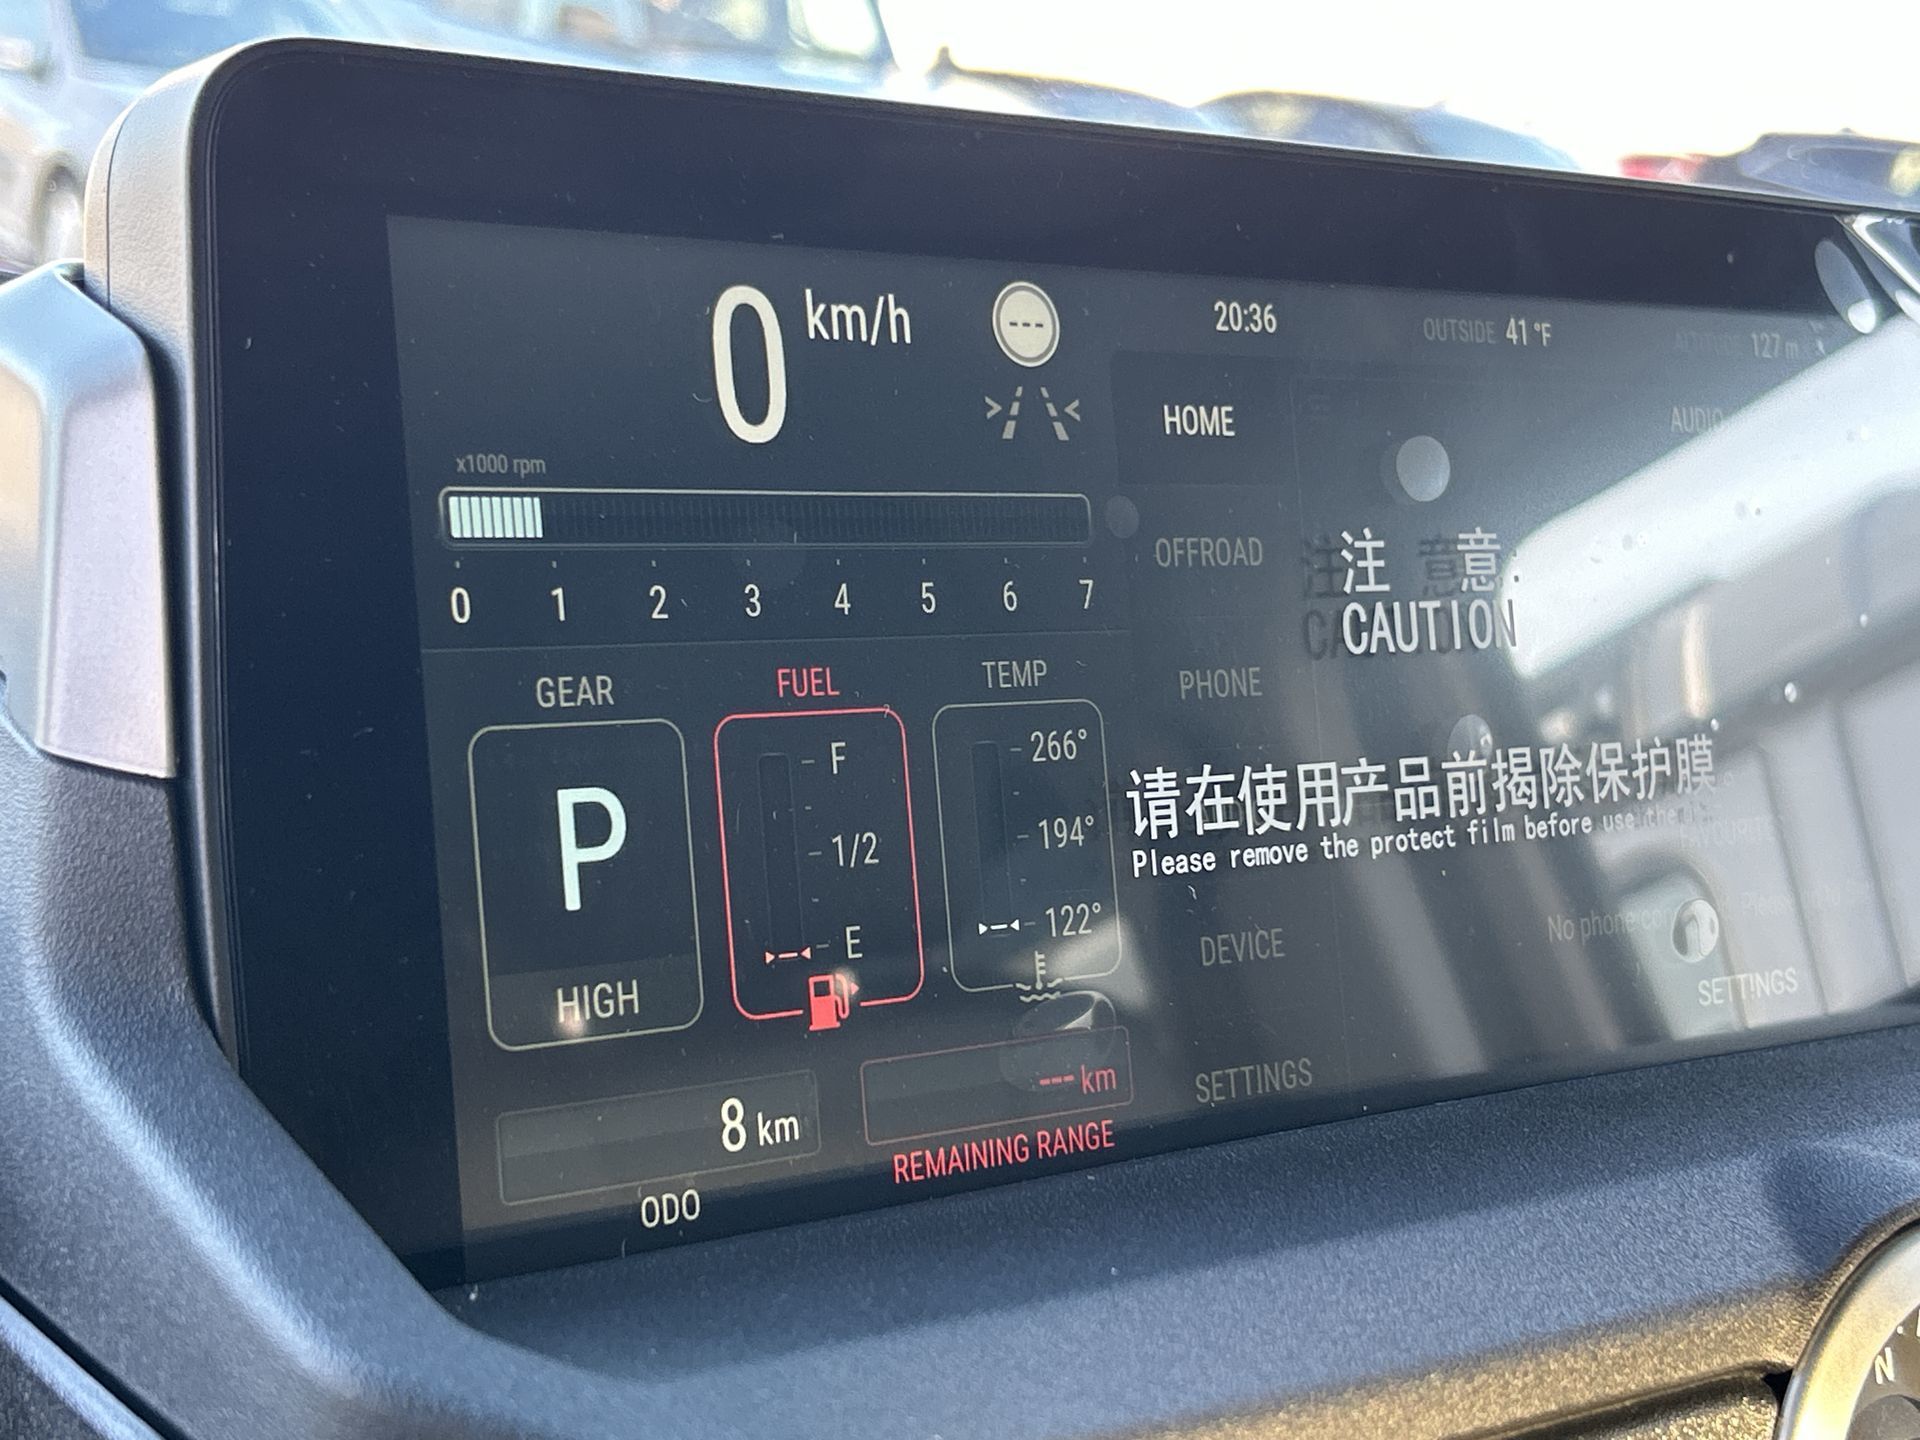 0 km/h
---
20:36
OUTSIDE 41 °F
127 m
HOME
AUDIO
x1000 rpm
0 1 2 3 4 5 6 7
OFFROAD
注 意
CAUTION
GEAR
FUEL
TEMP
PHONE
P
HIGH
F
1/2
E
266°
194°
122°
请在使用产品前揭除保护膜
Please remove the protect film before use the
DEVICE
No phone
SETTINGS
SETTINGS
8 km
ODO
--- km
REMAINING RANGE
N